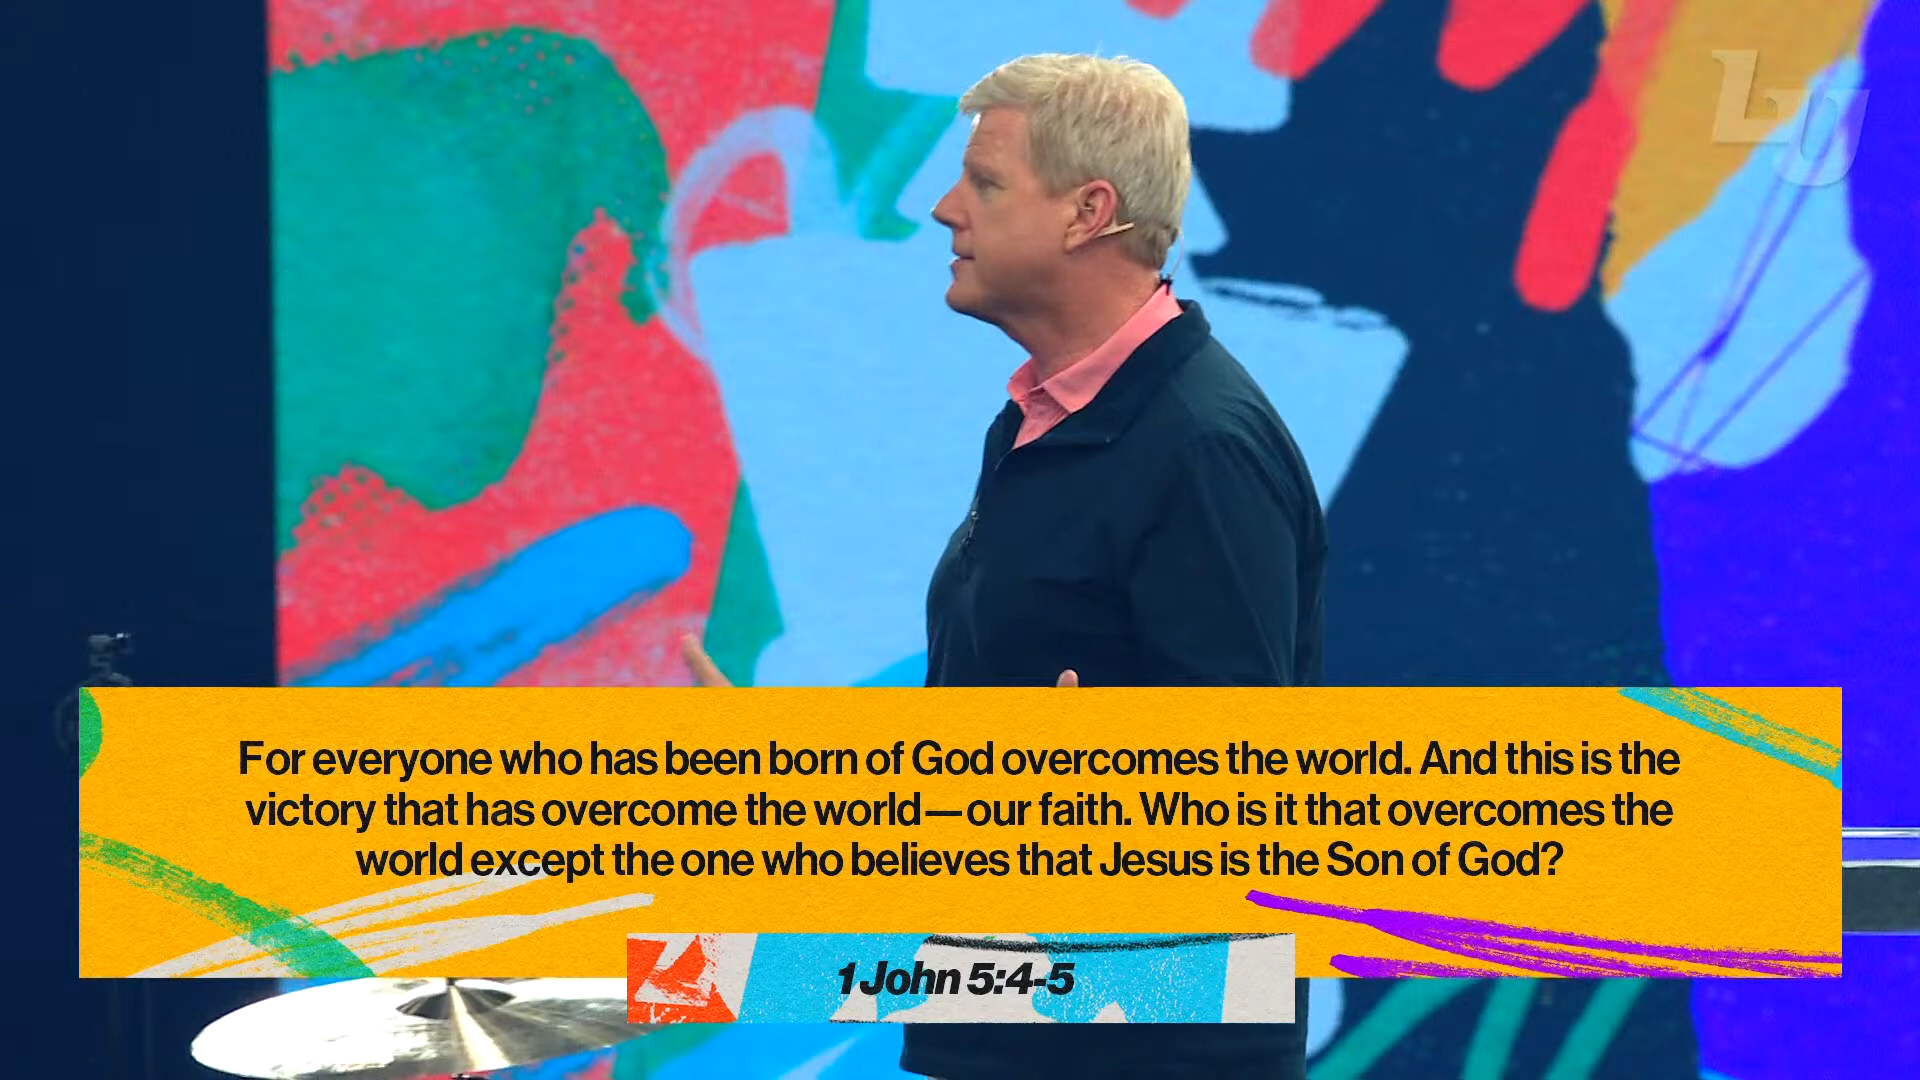 LU
For everyone who has been born of God overcomes the world. And this is the
victory that has overcome the world—our faith. Who is it that overcomes the
world except the one who believes that Jesus is the Son of God?
1 John 5:4-5